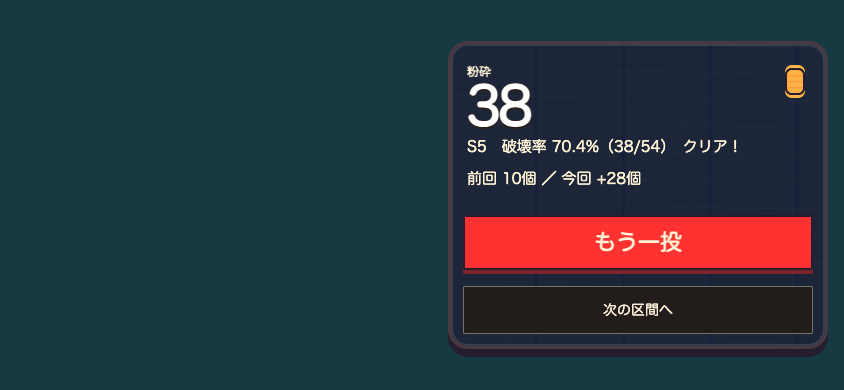 粉砕
38
S5　破壊率 70.4%（38/54）　クリア！
前回 10個 ／ 今回 +28個
もう一投
次の区間へ